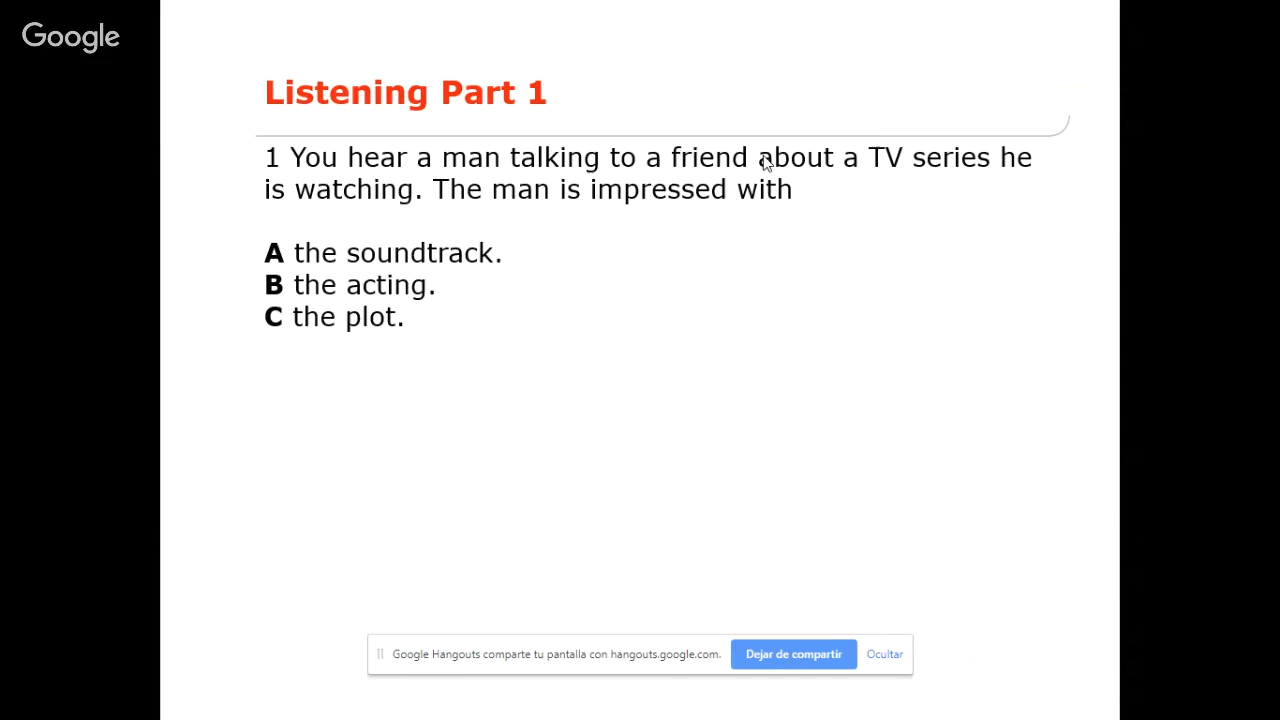 Google
Listening Part 1
1 You hear a man talking to a friend about a TV series he
is watching. The man is impressed with
A the soundtrack.
B the acting.
C the plot.
Google Hangouts comparte tu pantalla con hangouts.google.com. Dejar de compartir Ocultar